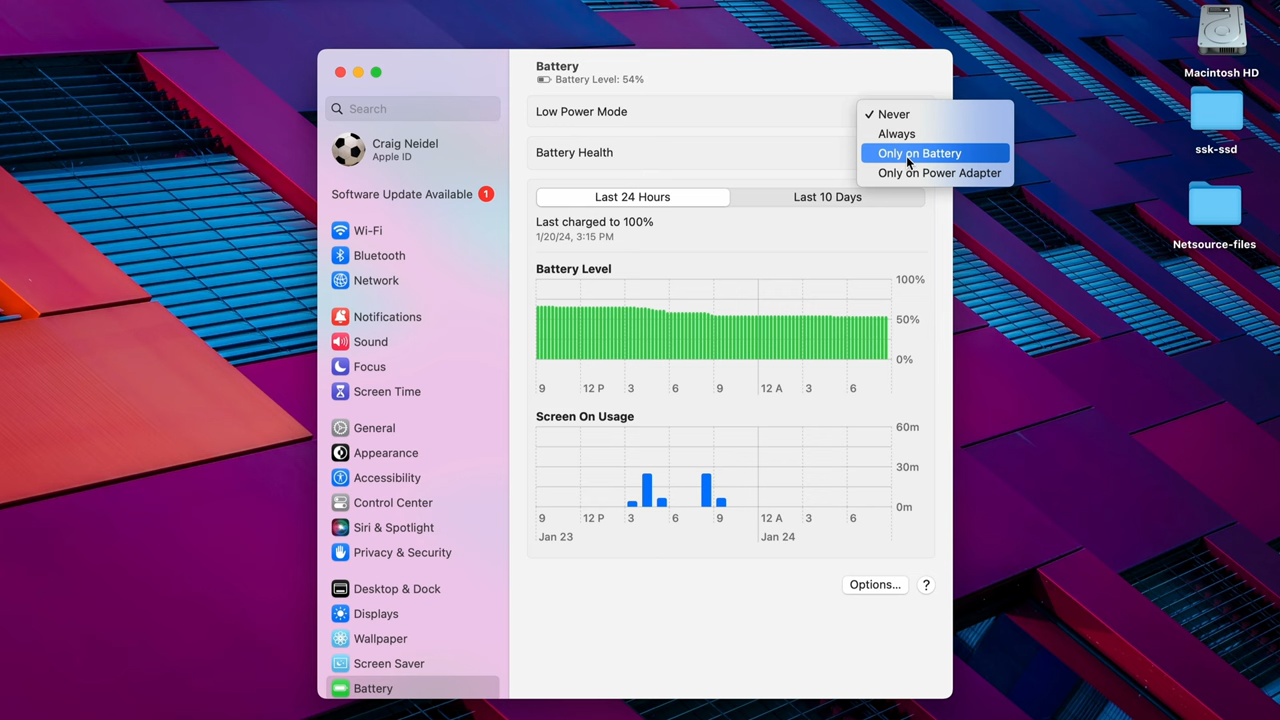 Macintosh HD
ssk-ssd
Netsource-files
Search
Craig Neidel
Apple ID
Software Update Available 1
Wi-Fi
Bluetooth
Network
Notifications
Sound
Focus
Screen Time
General
Appearance
Accessibility
Control Center
Siri & Spotlight
Privacy & Security
Desktop & Dock
Displays
Wallpaper
Screen Saver
Battery
Battery
Battery Level: 54%
Low Power Mode
Never
Always
Only on Battery
Only on Power Adapter
Battery Health
Last 24 Hours Last 10 Days
Last charged to 100%
1/20/24, 3:15 PM
Battery Level
100%
50%
0%
9 12 P 3 6 9 12 A 3 6
Screen On Usage
60m
30m
0m
9 12 P 3 6 9 12 A 3 6
Jan 23 Jan 24
Options... ?